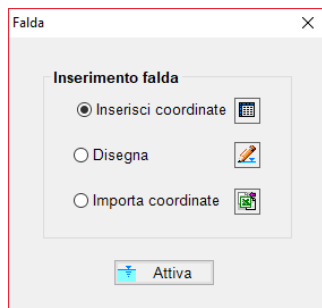 Falda
Inserimento falda
Inserisci coordinate
Disegna
Importa coordinate
Attiva